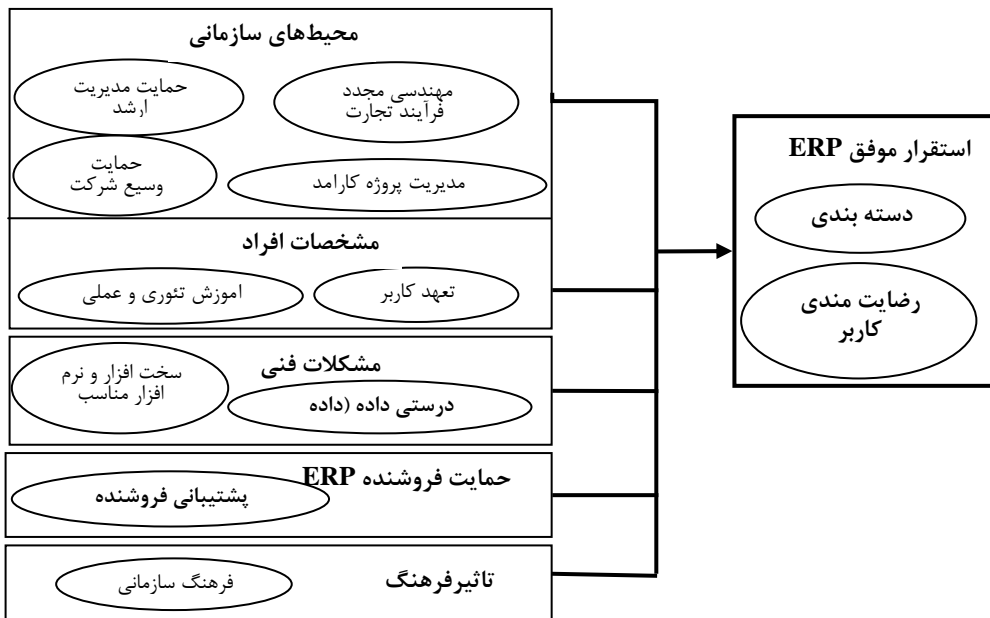 محیط‌های سازمانی
مهندسی مجدد
فرآیند تجارت
حمایت مدیریت
ارشد
حمایت
وسیع شرکت
مدیریت پروژه کارامد
مشخصات افراد
تعهد کاربر
اموزش تئوری و عملی
مشکلات فنی
سخت افزار و نرم
افزار مناسب
درستی داده (داده
حمایت فروشنده ERP
پشتیبانی فروشنده
تاثیرفرهنگ
فرهنگ سازمانی
استقرار موفق ERP
دسته بندی
رضایت مندی
کاربر